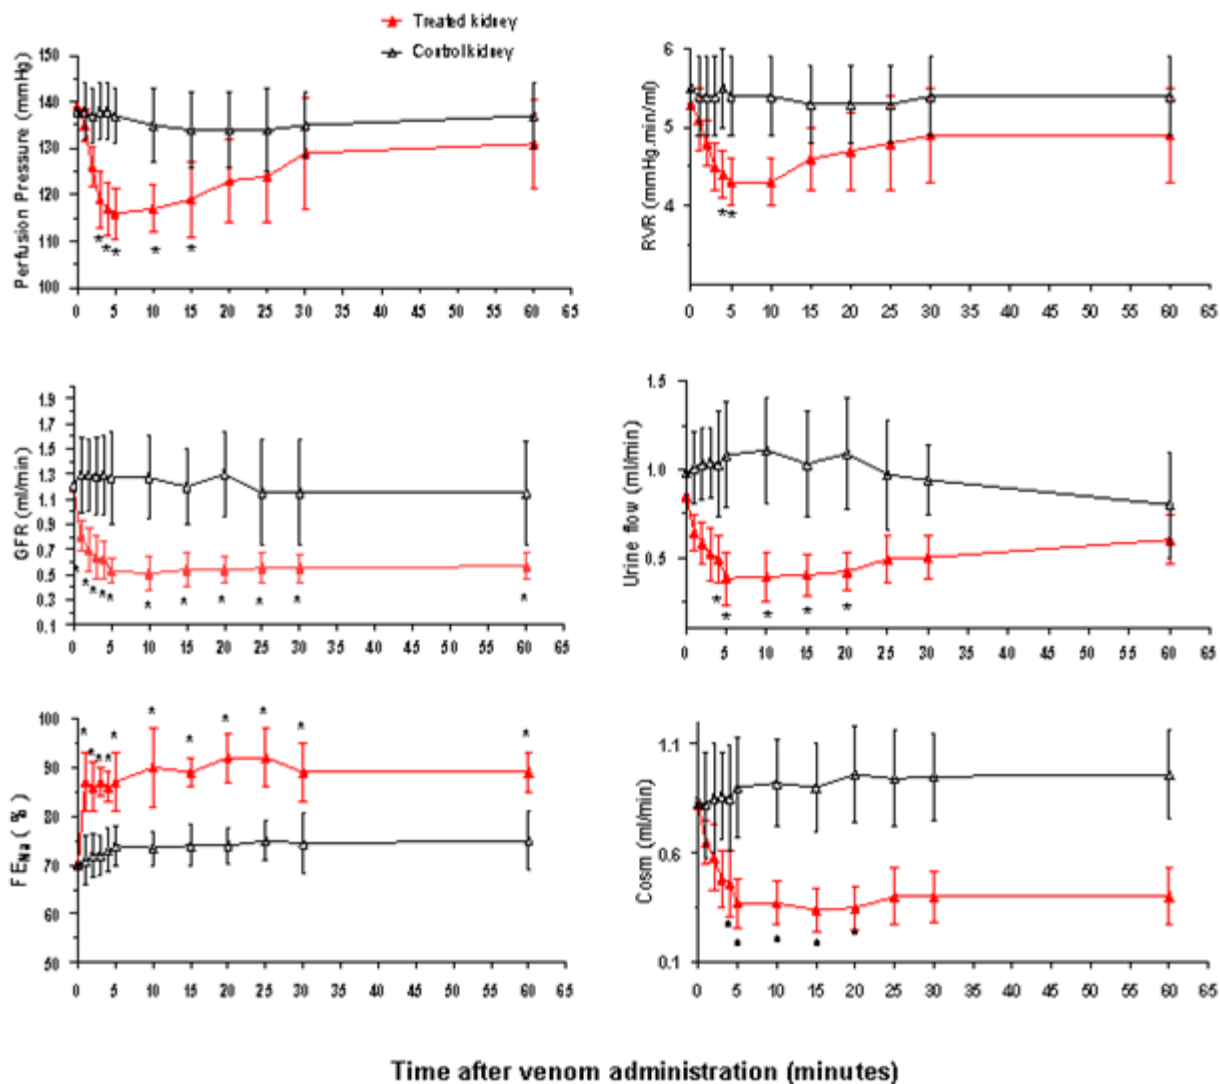 Treated kidney
Control kidney
Perfusion Pressure (mmHg)
150
140
130
120
110
100
* * * * *
0 5 10 15 20 25 30 35 40 45 50 55 60 65
RVR (mmHg.min/ml)
6
5
4
* *
0 5 10 15 20 25 30 35 40 45 50 55 60 65
GFR (ml/min)
1.9
1.7
1.5
1.3
1.1
0.9
0.7
0.5
0.3
0.1
* * * * * * * * * * *
0 5 10 15 20 25 30 35 40 45 50 55 60 65
Urine flow (ml/min)
1.5
1.0
0.5
* * * * *
0 5 10 15 20 25 30 35 40 45 50 55 60 65
FENa ( % )
100
90
80
70
60
50
* * * * * * * * * * *
0 5 10 15 20 25 30 35 40 45 50 55 60 65
Cosm (ml/min)
1.1
0.6
0.1
* * * * *
0 5 10 15 20 25 30 35 40 45 50 55 60 65
Time after venom administration (minutes)